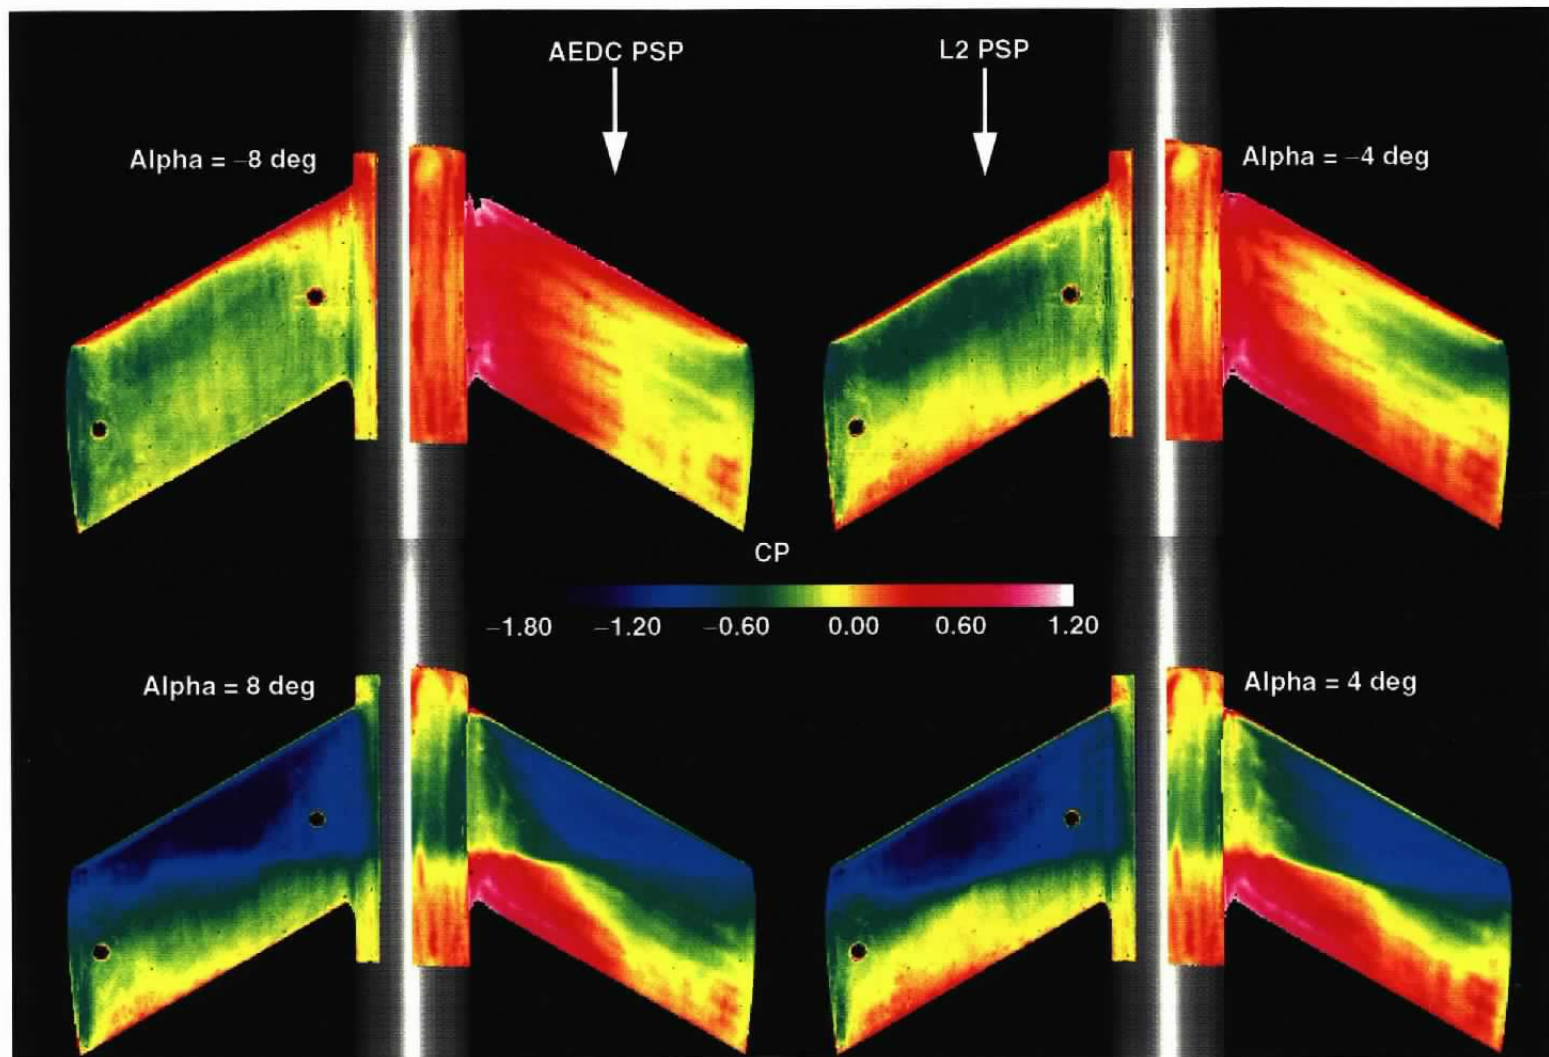 AEDC PSP
L2 PSP
Alpha = –8 deg
Alpha = –4 deg
CP
–1.80 –1.20 –0.60 0.00 0.60 1.20
Alpha = 8 deg
Alpha = 4 deg